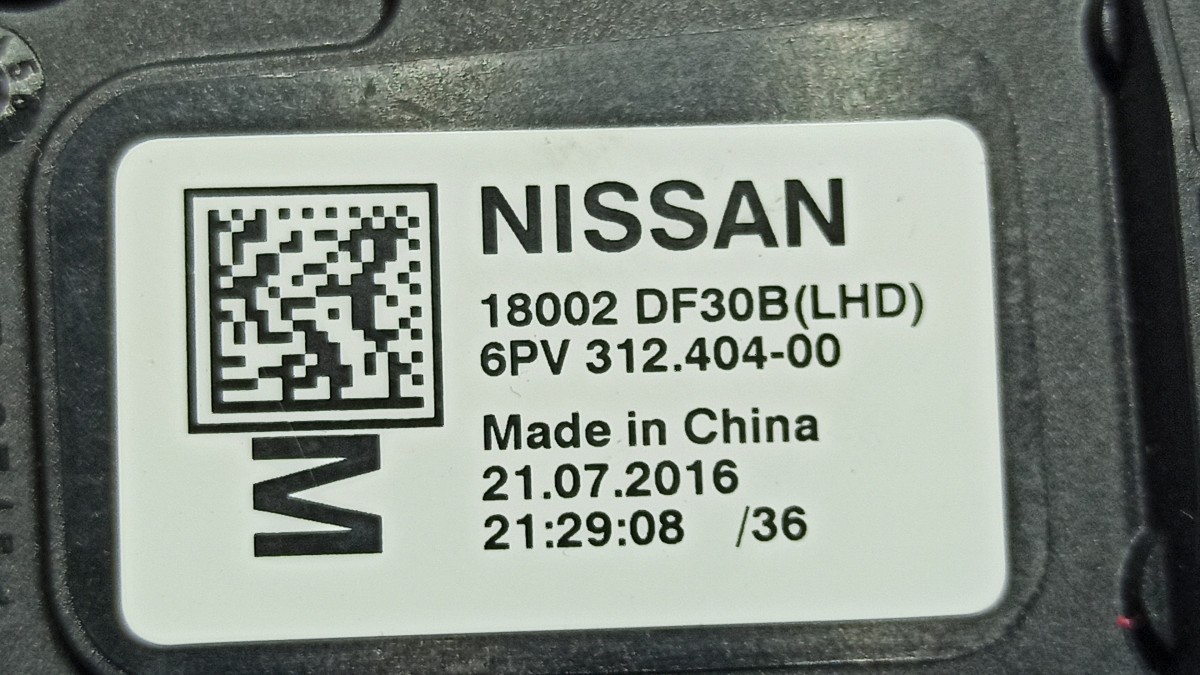 NISSAN
18002 DF30B(LHD)
6PV 312.404-00
Made in China
21.07.2016
21:29:08 /36
M